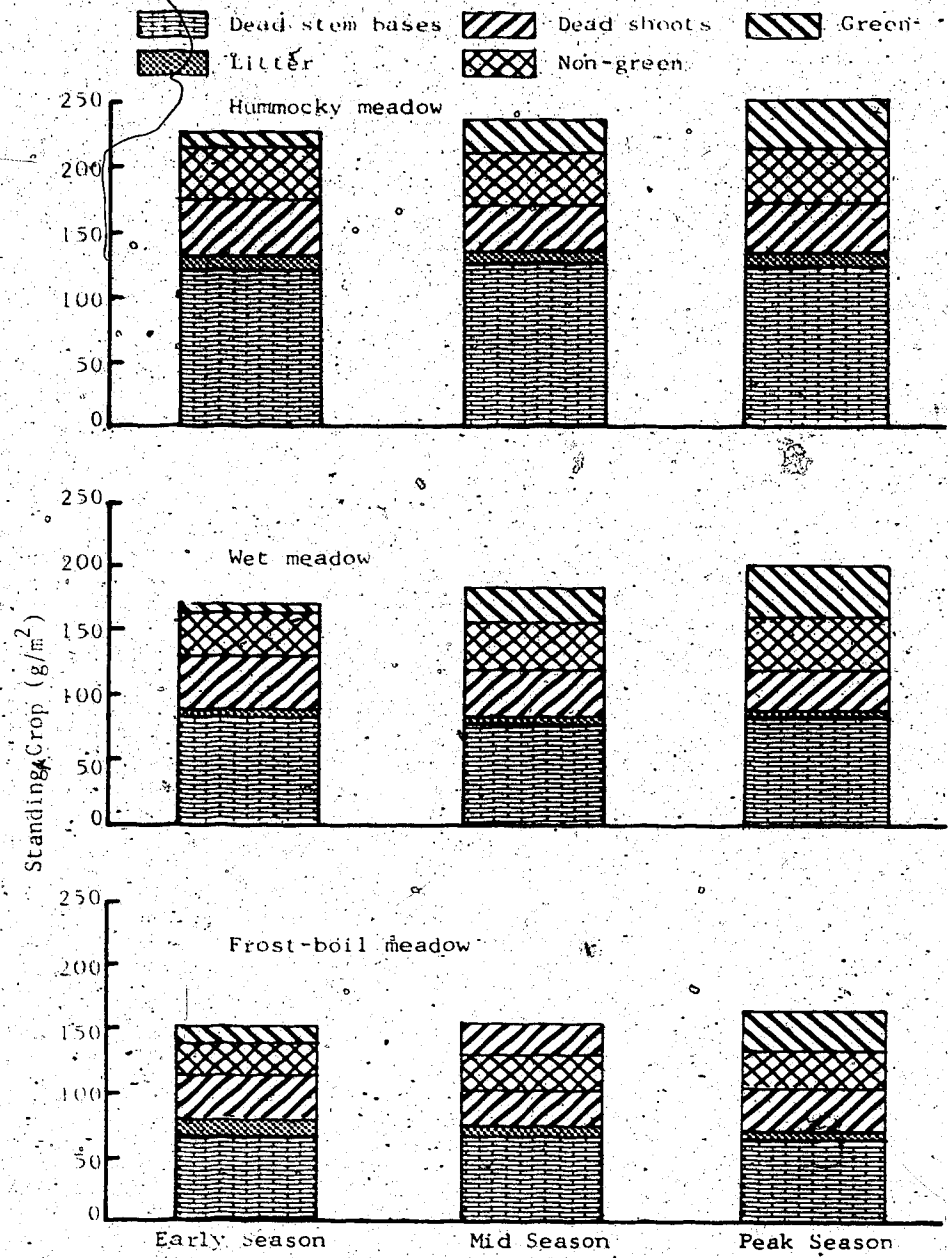 Dead stem bases Dead shoots Green
Litter Non-green
250
Hummocky meadow
200
150
100
50
0
250
Wet meadow
200
150
100
50
0
Standing Crop (g/m²)
250
Frost-boil meadow
200
150
100
50
0
Early Season Mid Season Peak Season